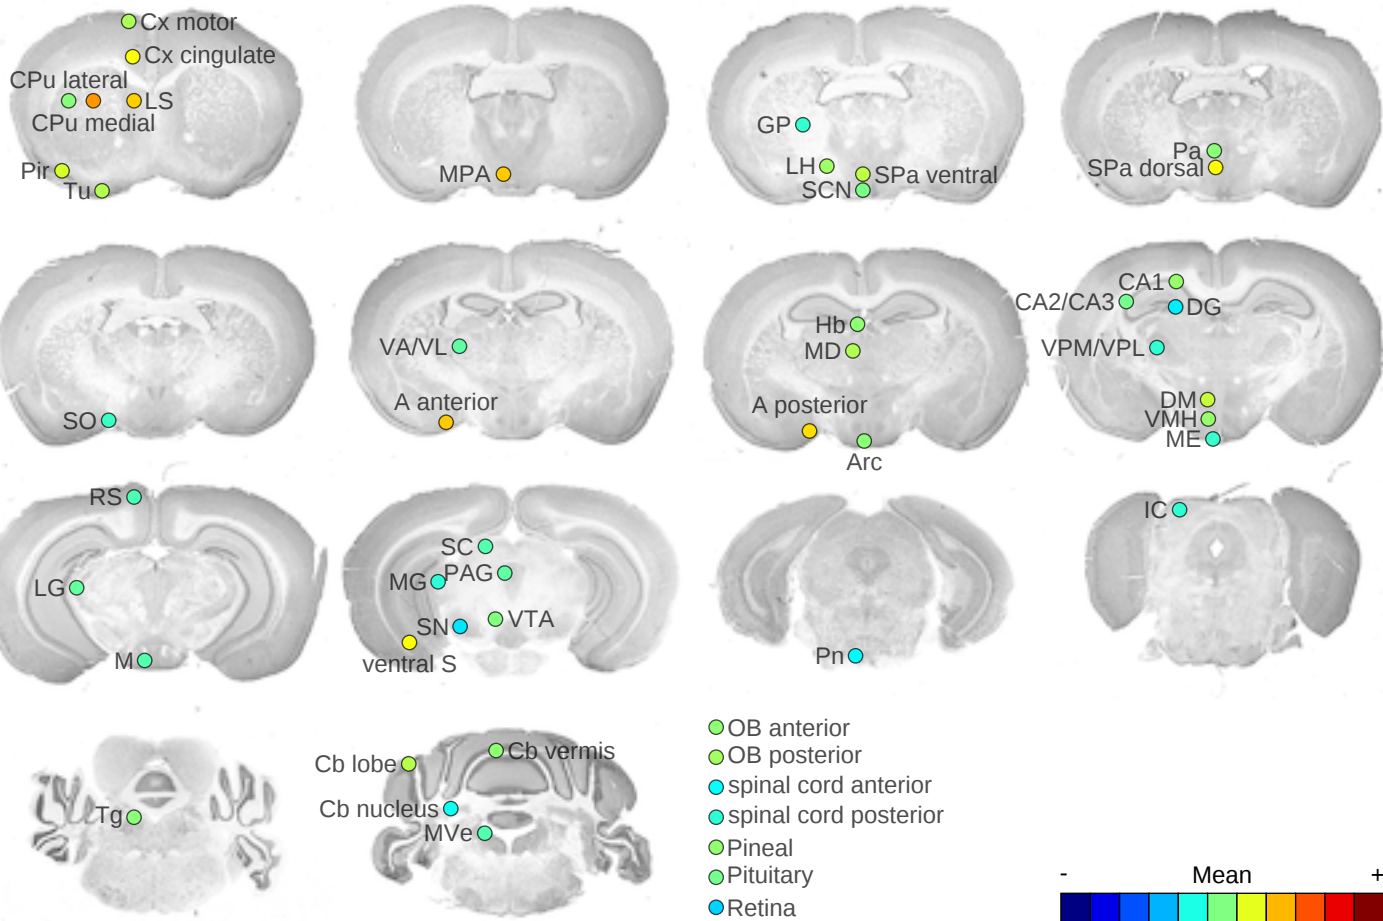 Cx motor
Cx cingulate
CPu lateral
LS
CPu medial
Pir
Tu
MPA
GP
LH
SPa ventral
SCN
Pa
SPa dorsal
SO
VA/VL
A anterior
Hb
MD
A posterior
Arc
CA1
CA2/CA3
DG
VPM/VPL
DM
VMH
ME
RS
LG
M
SC
MG
PAG
SN
VTA
ventral S
Pn
IC
Tg
Cb lobe
Cb vermis
Cb nucleus
MVe
OB anterior
OB posterior
spinal cord anterior
spinal cord posterior
Pineal
Pituitary
Retina
- Mean +